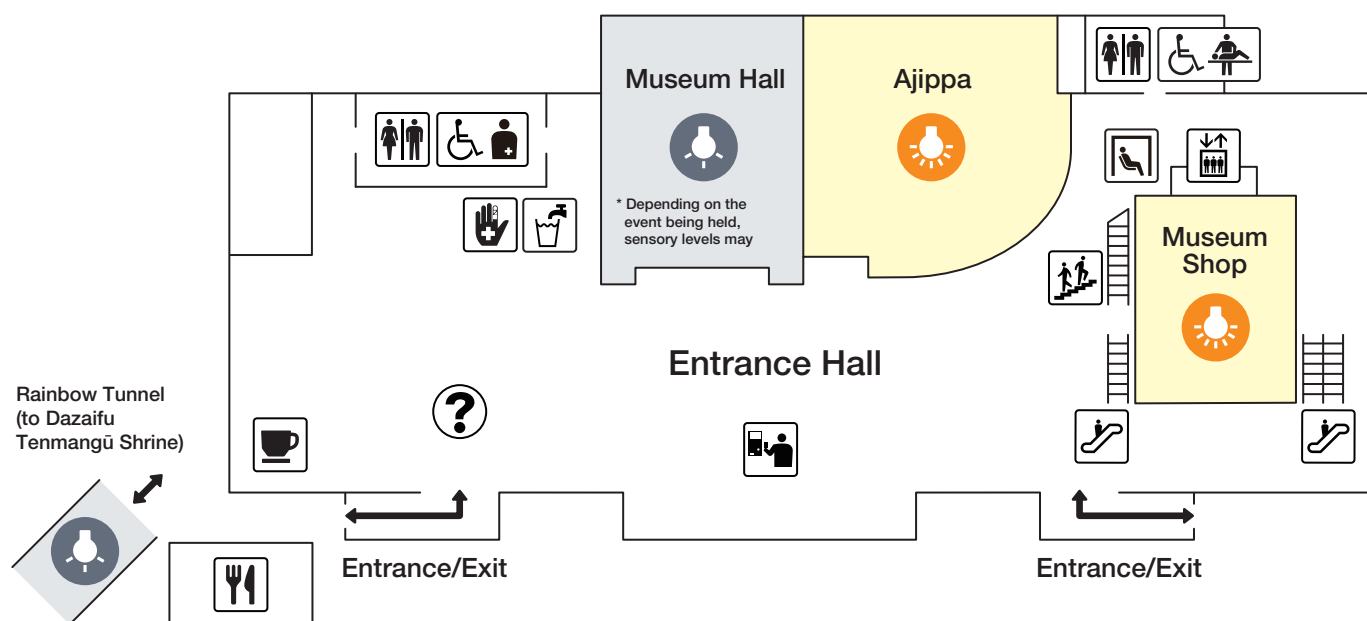 Museum Hall
Ajippa
* Depending on the
event being held,
sensory levels may
Museum
Shop
Entrance Hall
Rainbow Tunnel
(to Dazaifu
Tenmangū Shrine)
?
Entrance/Exit
Entrance/Exit